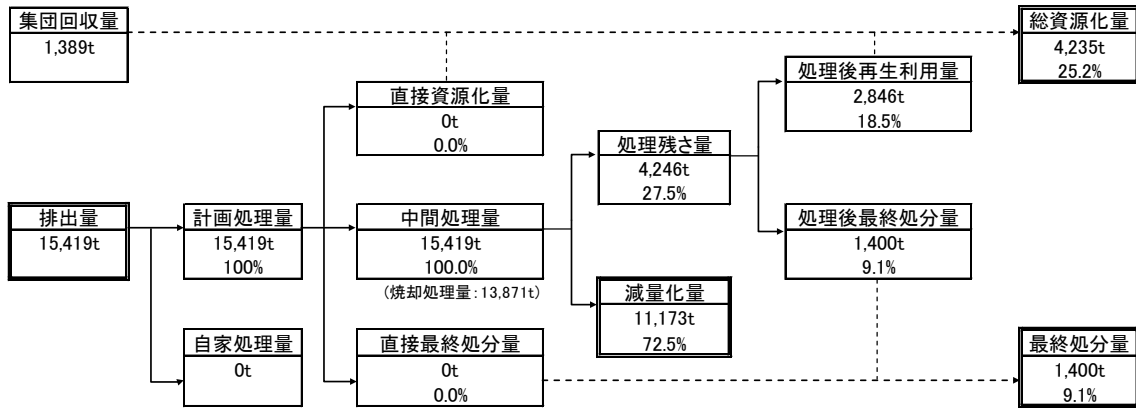 集団回収量
1,389t
総資源化量
4,235t
25.2%
処理後再生利用量
2,846t
18.5%
直接資源化量
0t
0.0%
処理残さ量
4,246t
27.5%
排出量
15,419t
計画処理量
15,419t
100%
中間処理量
15,419t
100.0%
(焼却処理量:13,871t)
処理後最終処分量
1,400t
9.1%
減量化量
11,173t
72.5%
自家処理量
0t
直接最終処分量
0t
0.0%
最終処分量
1,400t
9.1%